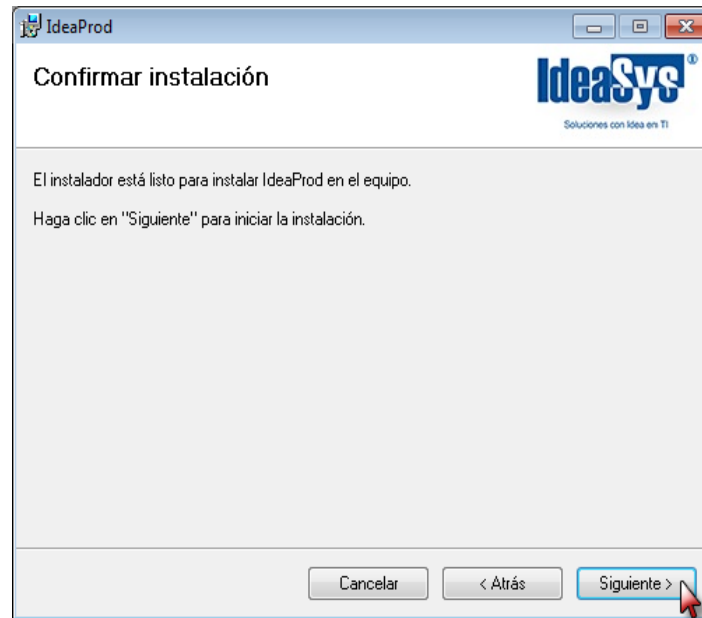 IdeaProd
Confirmar instalación
IdeaSys®
Soluciones con Idea en TI
El instalador está listo para instalar IdeaProd en el equipo.
Haga clic en "Siguiente" para iniciar la instalación.
Cancelar
< Atrás
Siguiente >